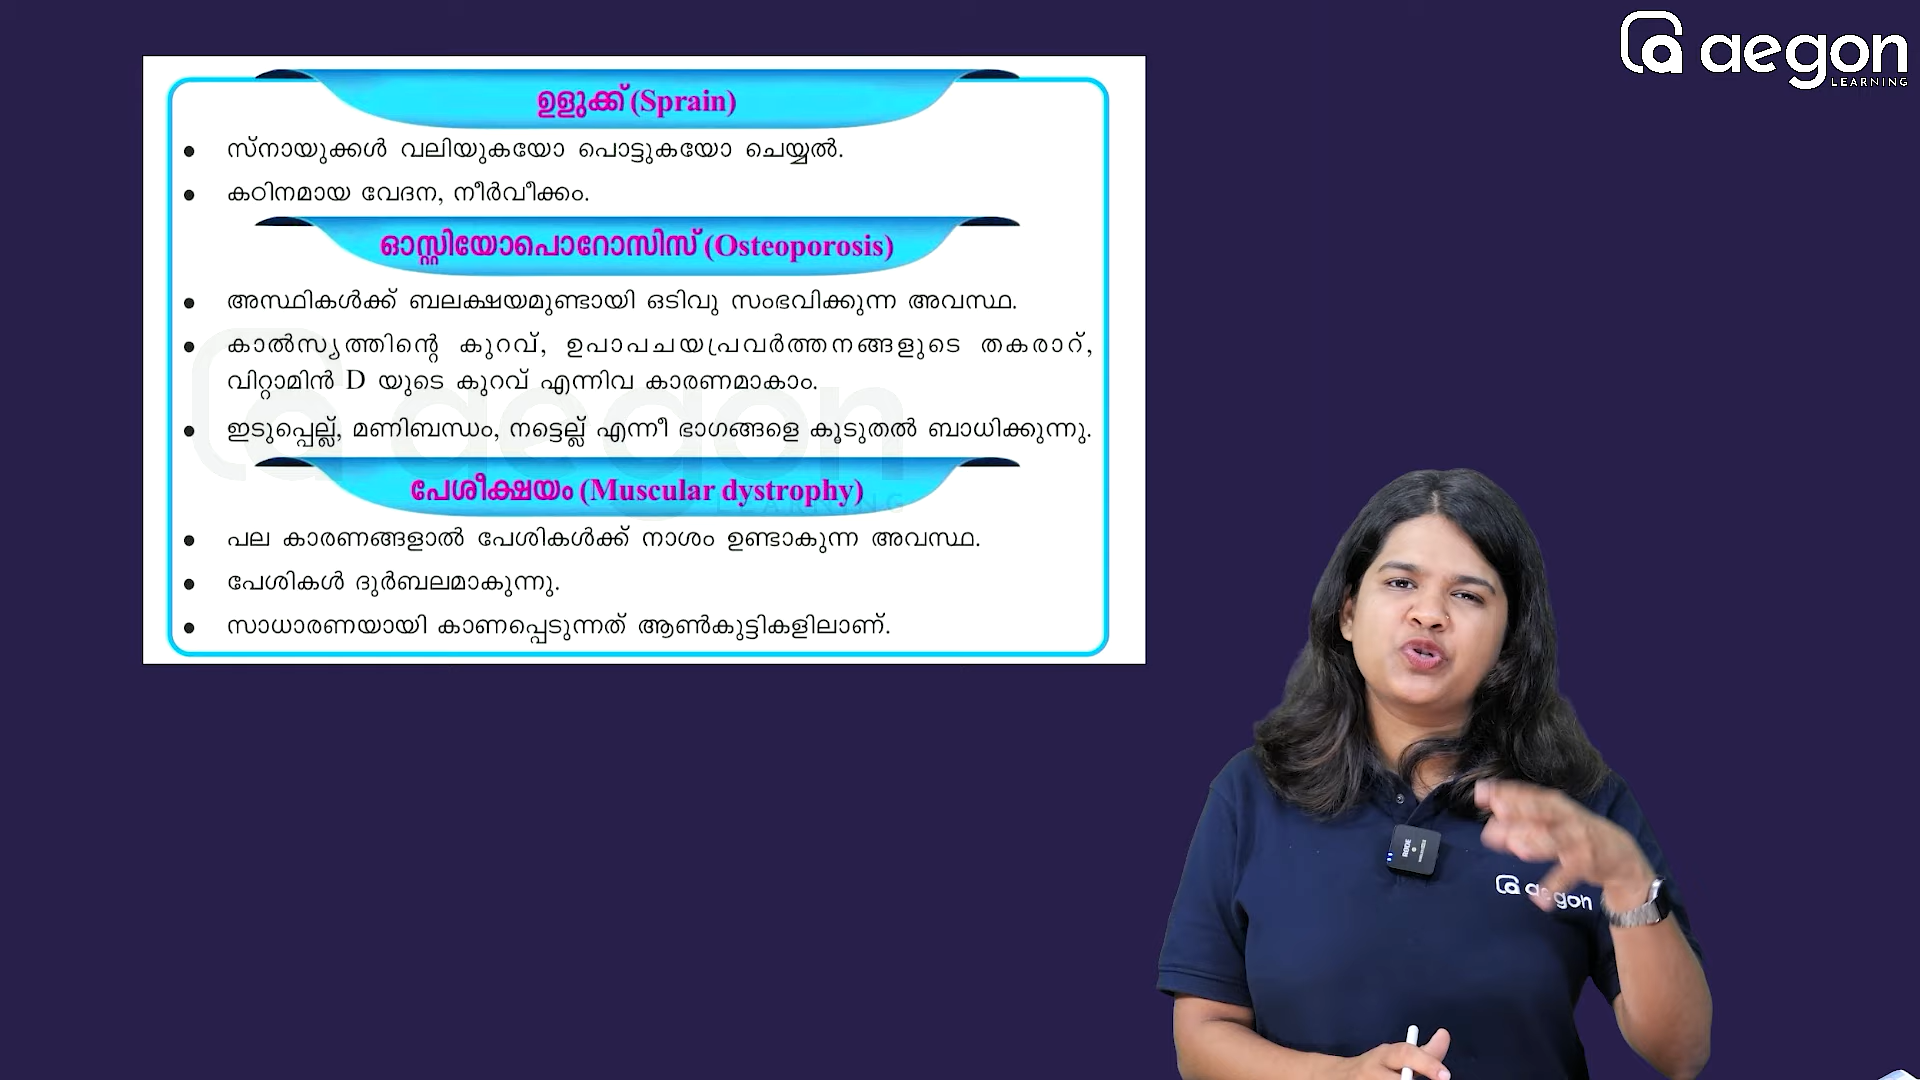 aegon
LEARNING
ഉളുക്ക് (Sprain)
സ്നായുക്കൾ വലിയുകയോ പൊട്ടുകയോ ചെയ്യൽ.
കഠിനമായ വേദന, നീർവീക്കം.
ഓസ്റ്റിയോപൊറോസിസ് (Osteoporosis)
അസ്ഥികൾക്ക് ബലക്ഷയമുണ്ടായി ഒടിവു സംഭവിക്കുന്ന അവസ്ഥ.
കാൽസ്യത്തിന്റെ കുറവ്, ഉപാപചയപ്രവർത്തനങ്ങളുടെ തകരാറ്,
വിറ്റാമിൻ D യുടെ കുറവ് എന്നിവ കാരണമാകാം.
ഇടുപ്പെല്ല്, മണിബന്ധം, നട്ടെല്ല് എന്നീ ഭാഗങ്ങളെ കൂടുതൽ ബാധിക്കുന്നു.
പേശീക്ഷയം (Muscular dystrophy)
പല കാരണങ്ങളാൽ പേശികൾക്ക് നാശം ഉണ്ടാകുന്ന അവസ്ഥ.
പേശികൾ ദുർബലമാകുന്നു.
സാധാരണയായി കാണപ്പെടുന്നത് ആൺകുട്ടികളിലാണ്.
aegon
LEARNING
RODE
aegon